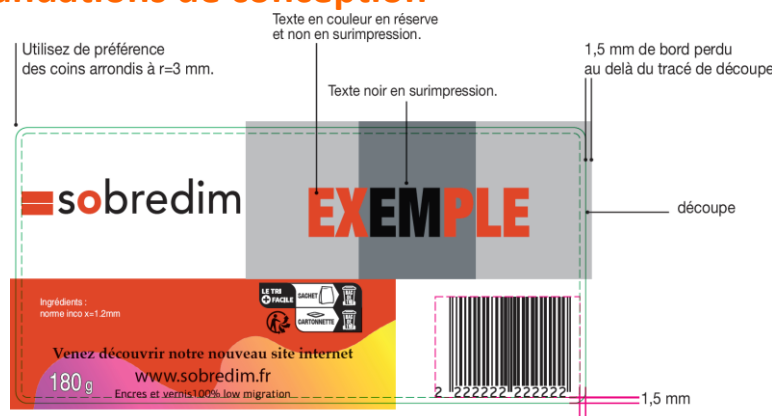 andations de conception
Texte en couleur en réserve
et non en surimpression.
Utilisez de préférence
des coins arrondis à r=3 mm.
1,5 mm de bord perdu
au delà du tracé de découpe
Texte noir en surimpression.
sobredim
EXEMPLE
découpe
Ingrédients :
norme inco x=1.2mm
LE TRI
+ FACILE
SACHET
CARTONNETTE
Venez découvrir notre nouveau site internet
180 g
www.sobredim.fr
Encres et vernis100% low migration
2 222222 222222
1,5 mm